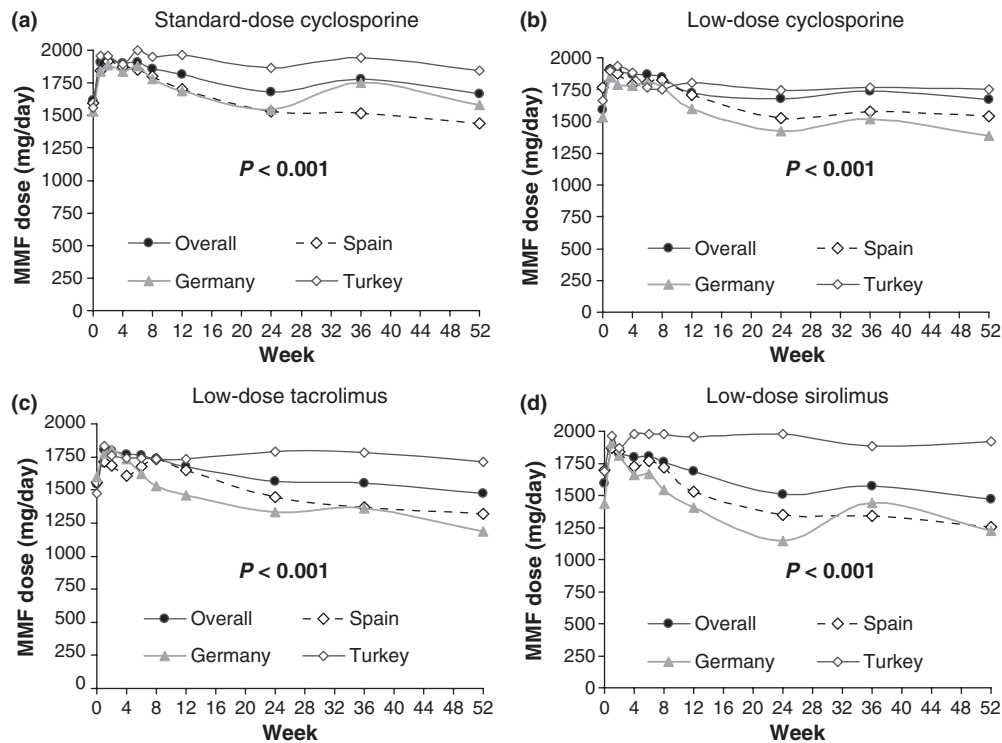 (a) Standard-dose cyclosporine
MMF dose (mg/day)
2000
1750
1500
1250
1000
750
500
250
0
P < 0.001
Overall Spain
Germany Turkey
0 4 8 12 16 20 24 28 32 36 40 44 48 52
Week
(b) Low-dose cyclosporine
MMF dose (mg/day)
2000
1750
1500
1250
1000
750
500
250
0
P < 0.001
Overall Spain
Germany Turkey
0 4 8 12 16 20 24 28 32 36 40 44 48 52
Week
(c) Low-dose tacrolimus
MMF dose (mg/day)
2000
1750
1500
1250
1000
750
500
250
0
P < 0.001
Overall Spain
Germany Turkey
0 4 8 12 16 20 24 28 32 36 40 44 48 52
Week
(d) Low-dose sirolimus
MMF dose (mg/day)
2000
1750
1500
1250
1000
750
500
250
0
P < 0.001
Overall Spain
Germany Turkey
0 4 8 12 16 20 24 28 32 36 40 44 48 52
Week